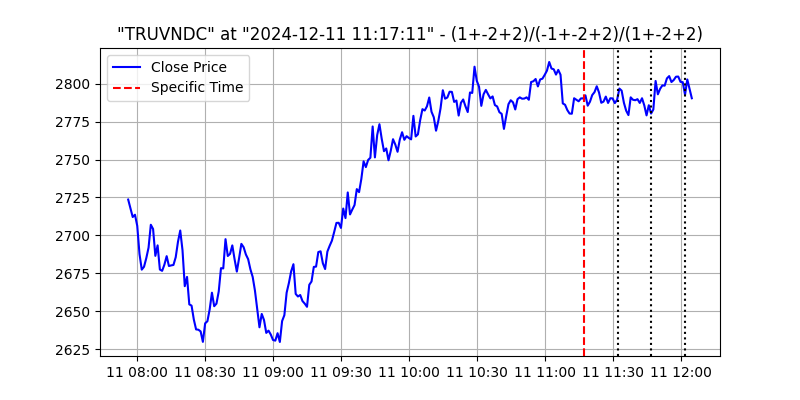 "TRUVNDC" at "2024-12-11 11:17:11" - (1+-2+2)/(-1+-2+2)/(1+-2+2)
Close Price
Specific Time
2800
2775
2750
2725
2700
2675
2650
2625
11 08:00 11 08:30 11 09:00 11 09:30 11 10:00 11 10:30 11 11:00 11 11:30 11 12:00